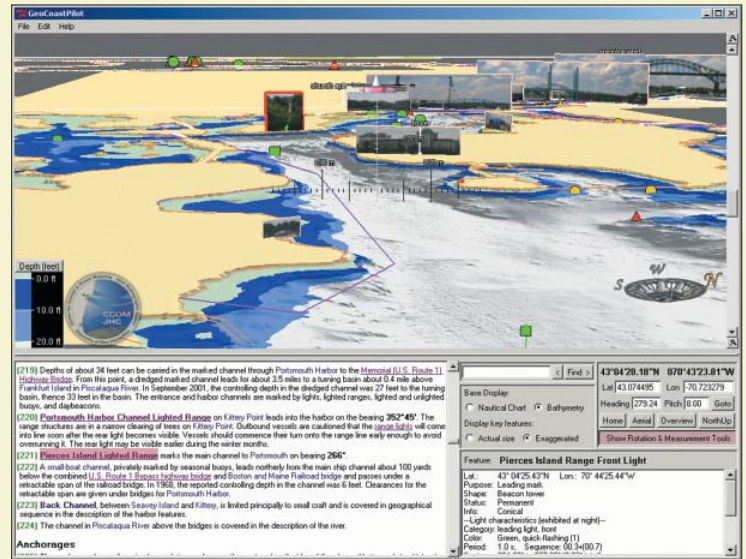 GeoCoastPilot
File Edit Help
Depth (feet)
0.0 ft
10.0 ft
20.0 ft
CCOM
JHC
S W N
[219] Depths of about 34 feet can be carried in the marked channel through Portsmouth Harbor to the Memorial (U.S. Route 1)
Highway Bridge. From this point, a dredged marked channel leads for about 3.5 miles to a turning basin about 0.4 mile above
Frankfurt Island in Piscataqua River. In September 2001, the controlling depth in the dredged channel was 27 feet to the turning
basin, thence 33 feet in the basin. The entrance and harbor channels are marked by lights, lighted ranges, lighted and unlighted
buoys, and daybeacons.
[220] Portsmouth Harbor Channel Lighted Range on Kittery Point leads into the harbor on the bearing 352°45'. The
range structures are in a narrow clearing of trees on Kittery Point. Outbound vessels are cautioned that the range lights will come
into line soon after the rear light becomes visible. Vessels should commence their turn onto the range line early enough to avoid
overrunning it. The rear light may be visible earlier during the winter months.
[221] Pierces Island Lighted Range marks the main channel to Portsmouth on bearing 266°.
[222] A small-boat channel, privately marked by seasonal buoys, leads northerly from the main ship channel about 100 yards
below the combined U.S. Route 1 Bypass highway bridge and Boston and Maine Railroad bridge and passes under a
retractable span of the railroad bridge. In 1968, the reported controlling depth in the channel was 6 feet. Clearances for the
retractable span are given under bridges for Portsmouth Harbor.
[223] Back Channel, between Seavey Island and Kittery, is limited principally to small craft and is covered in geographical
sequence in the description of the harbor features.
[224] The channel in Piscataqua River above the bridges is covered in the description of the river.
Anchorages
< Find >
Base Display:
Nautical Chart Bathymetry
Display key features:
Actual size Exaggerated
43°04'28.18"N 070°43'23.81"W
Lat 43.074495 Lon -70.723279
Heading 279.24 Pitch 8.00 Goto
Home Aerial Overview NorthUp
Show Rotation & Measurement Tools
Feature: Pierces Island Range Front Light
Lat.: 43° 04'25.43"N Lon.: 70° 44'25.44"W
Purpose: Leading mark.
Shape: Beacon tower
Status: Permanent
Info: Conical
--Light characteristics (exhibited at night)--
Category: leading light, front
Color: Green, quick-flashing (1)
Period: 1.0 s, Sequence: 00.3+(00.7)